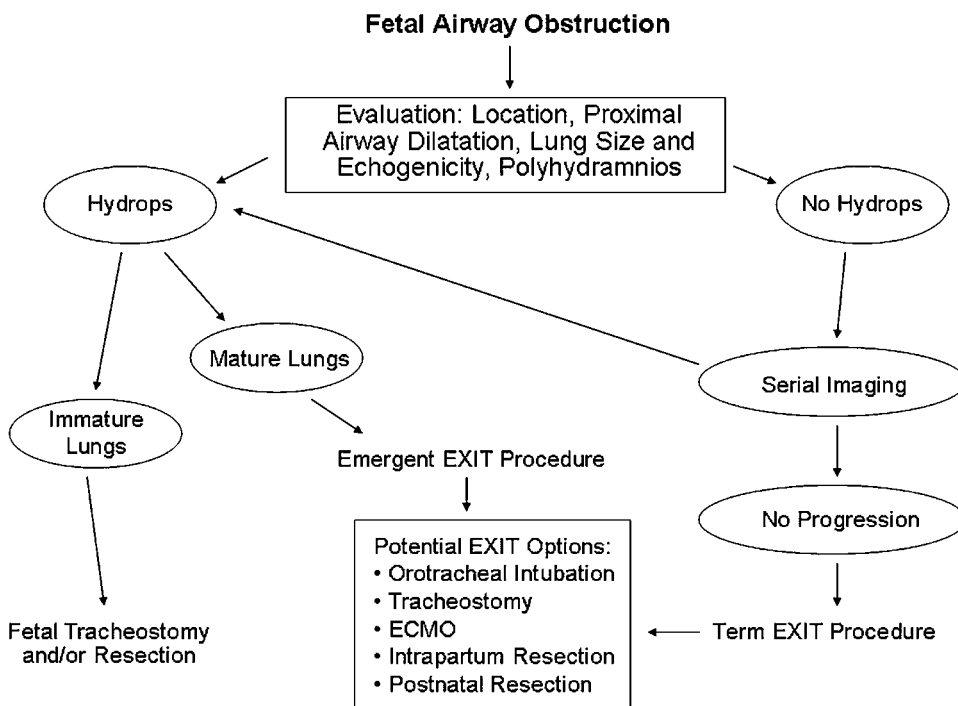 Fetal Airway Obstruction
Evaluation: Location, Proximal
Airway Dilatation, Lung Size and
Echogenicity, Polyhydramnios
Hydrops
No Hydrops
Mature Lungs
Serial Imaging
Immature
Lungs
Emergent EXIT Procedure
No Progression
Potential EXIT Options:
• Orotracheal Intubation
• Tracheostomy
• ECMO
• Intrapartum Resection
• Postnatal Resection
Fetal Tracheostomy
and/or Resection
Term EXIT Procedure